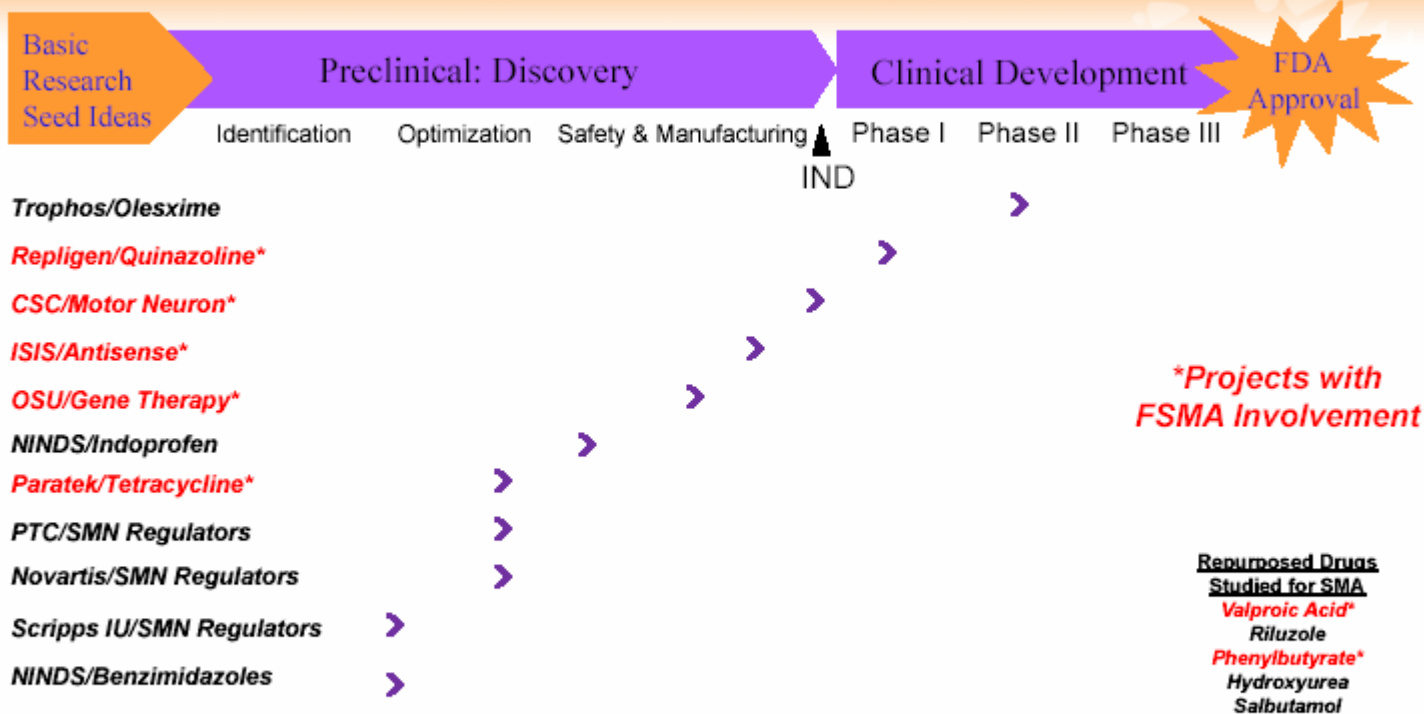 Basic
Research
Seed Ideas
Preclinical: Discovery
Clinical Development
FDA
Approval
Identification
Optimization
Safety & Manufacturing
IND
Phase I
Phase II
Phase III
Trophos/Olesxime
Repligen/Quinazoline*
CSC/Motor Neuron*
ISIS/Antisense*
OSU/Gene Therapy*
NINDS/Indoprofen
Paratek/Tetracycline*
PTC/SMN Regulators
Novartis/SMN Regulators
Scripps IU/SMN Regulators
NINDS/Benzimidazoles
*Projects with
FSMA Involvement
Repurposed Drugs
Studied for SMA
Valproic Acid*
Riluzole
Phenylbutyrate*
Hydroxyurea
Salbutamol